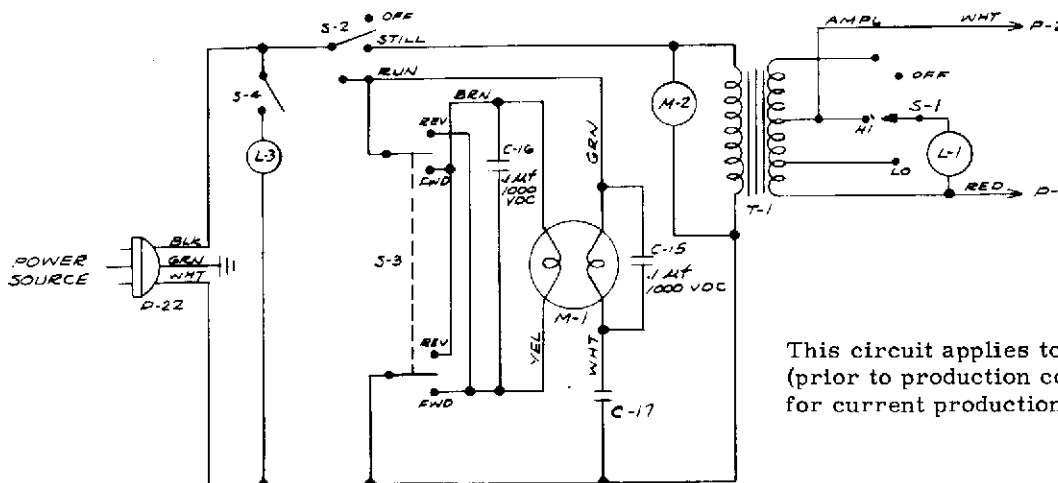 OFF
S-2
STILL
RUN
S-4
L-3
POWER
SOURCE
BLK
GRN
WHT
P-22
REV
FWD
S-3
REV
FWD
BRN
C-16
.1 µf
1000
VDC
GRN
YEL
WHT
M-1
C-15
.1 µf
1000 VDC
C-17
M-2
T-1
AMPL
WHT
OFF
S-1
HI
L-1
LO
RED
This circuit applies to
(prior to production
for current production